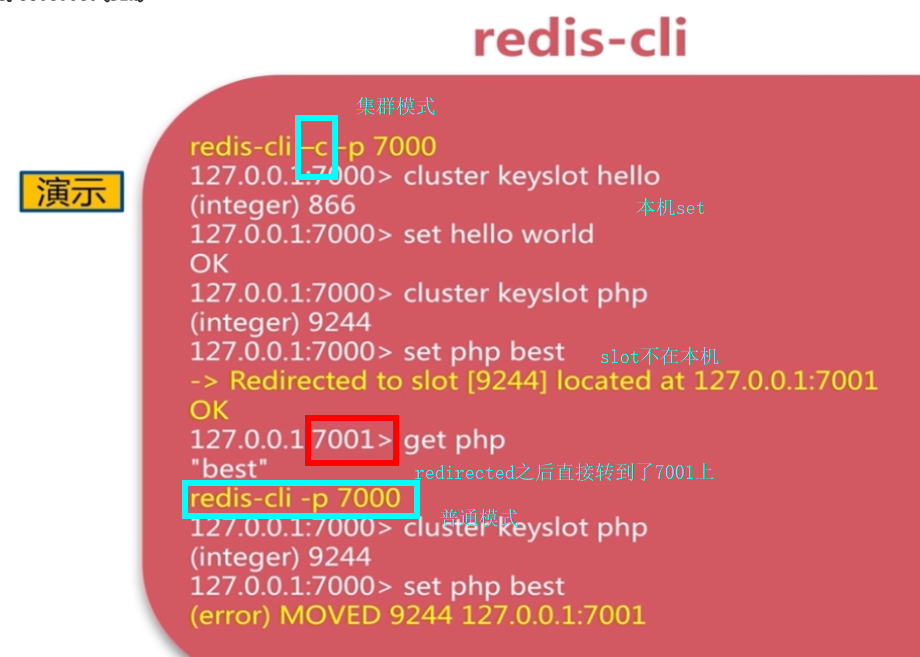 redis-cli
集群模式
redis-cli –c -p 7000
演示
127.0.0.1:7000> cluster keyslot hello
(integer) 866
本机set
127.0.0.1:7000> set hello world
OK
127.0.0.1:7000> cluster keyslot php
(integer) 9244
127.0.0.1:7000> set php best
slot不在本机
-> Redirected to slot [9244] located at 127.0.0.1:7001
OK
127.0.0.1:7001> get php
"best"
redirected之后直接转到了7001上
redis-cli -p 7000
普通模式
127.0.0.1:7000> cluster keyslot php
(integer) 9244
127.0.0.1:7000> set php best
(error) MOVED 9244 127.0.0.1:7001